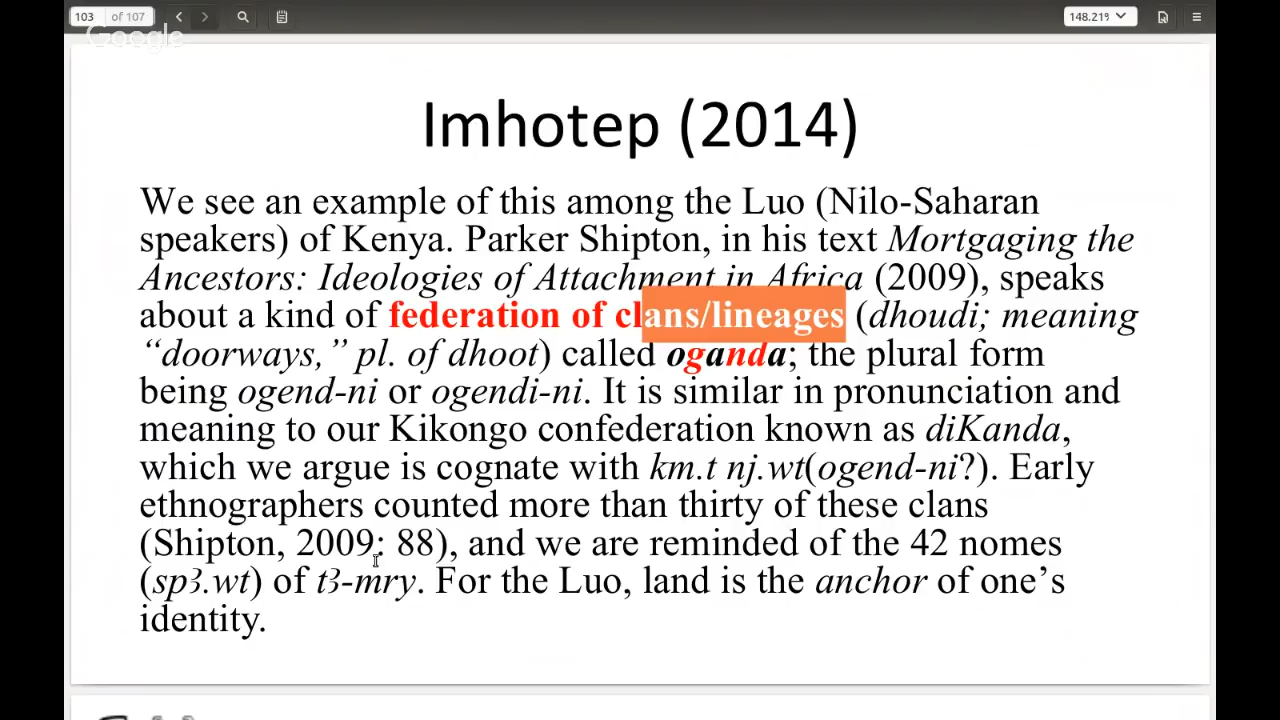 103 of 107
148.21%
Google
Imhotep (2014)
We see an example of this among the Luo (Nilo-Saharan
speakers) of Kenya. Parker Shipton, in his text Mortgaging the
Ancestors: Ideologies of Attachment in Africa (2009), speaks
about a kind of federation of clans/lineages (dhoudi; meaning
“doorways,” pl. of dhoot) called oganda; the plural form
being ogend-ni or ogendi-ni. It is similar in pronunciation and
meaning to our Kikongo confederation known as diKanda,
which we argue is cognate with km.t nj.wt(ogend-ni?). Early
ethnographers counted more than thirty of these clans
(Shipton, 2009: 88), and we are reminded of the 42 nomes
(sp3.wt) of t3-mry. For the Luo, land is the anchor of one’s
identity.